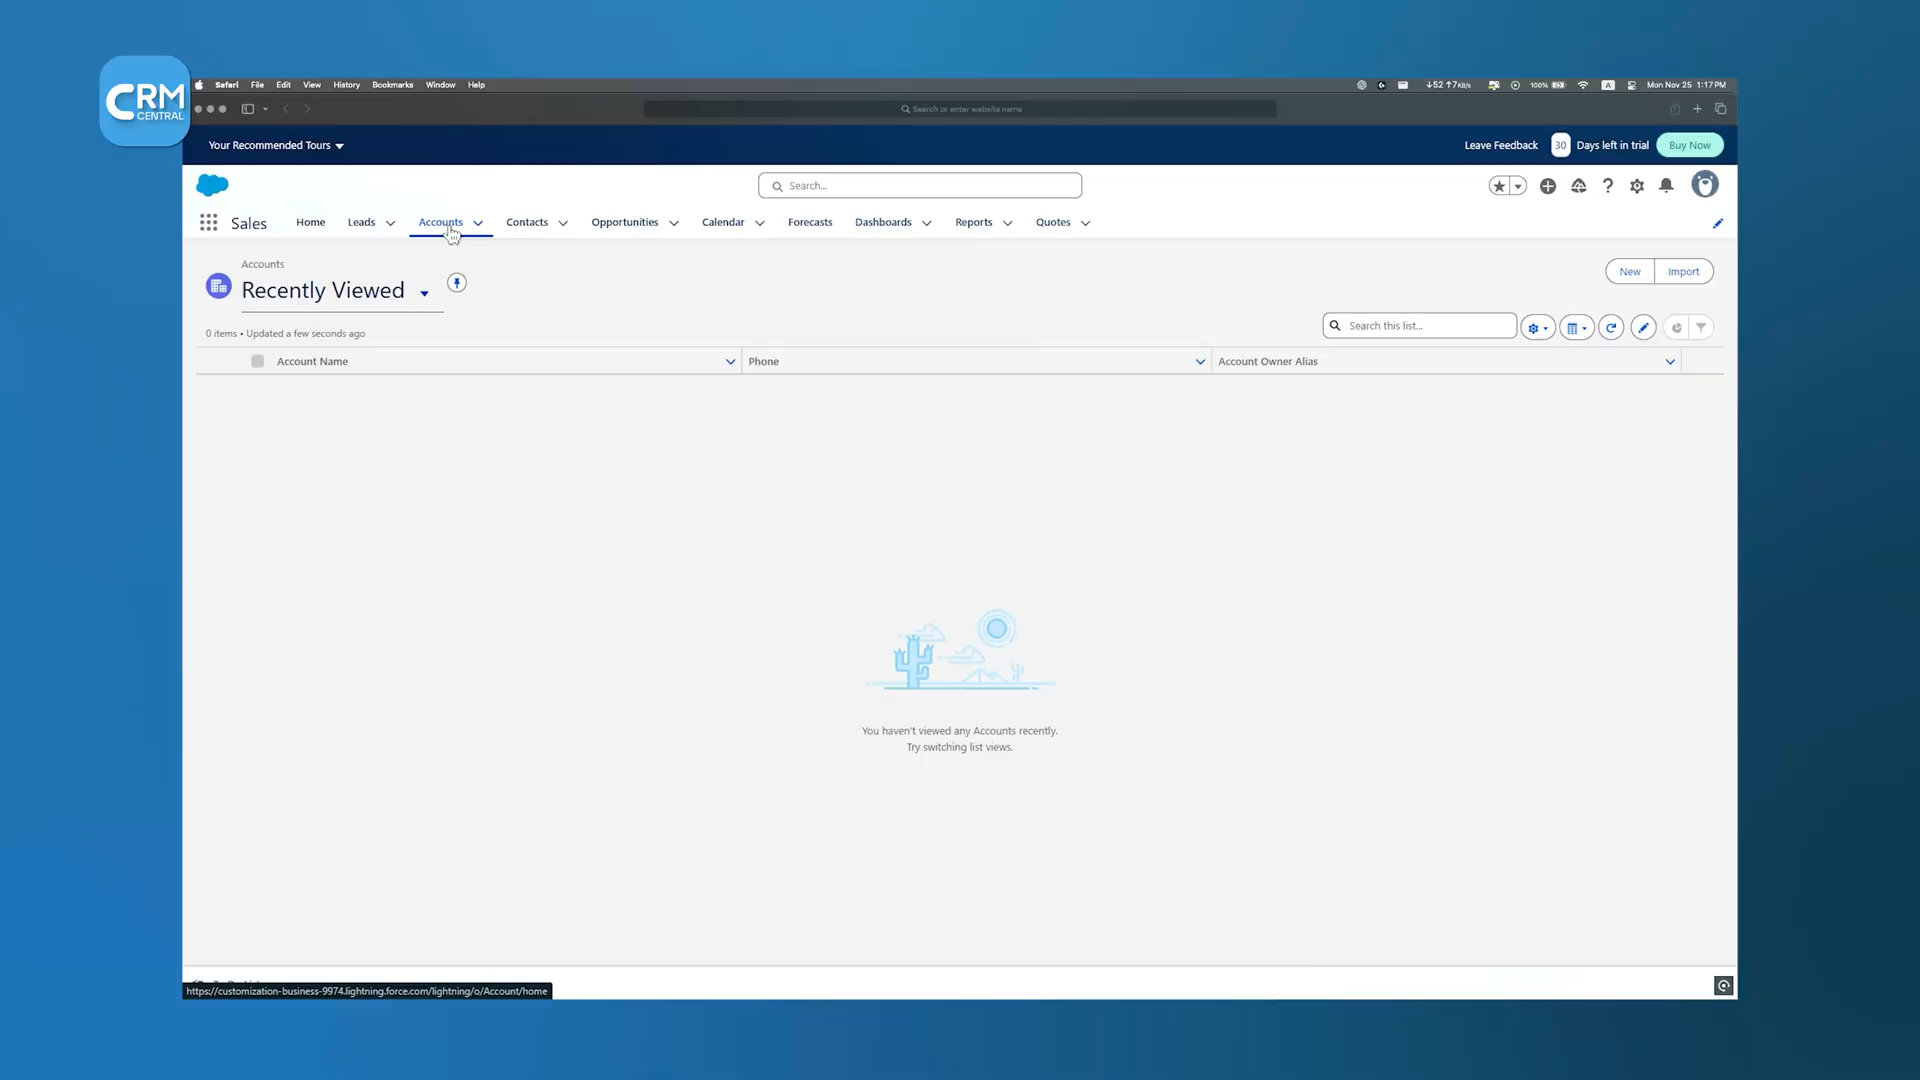 CRM
CENTRAL
Safari File Edit View History Bookmarks Window Help
↓52 ↑7 KB/s 100% A Mon Nov 25 1:17 PM
Search or enter website name
Your Recommended Tours
Leave Feedback 30 Days left in trial Buy Now
Search...
Sales Home Leads Accounts Contacts Opportunities Calendar Forecasts Dashboards Reports Quotes
Accounts
Recently Viewed
New Import
0 items • Updated a few seconds ago
Search this list...
Account Name Phone Account Owner Alias
You haven't viewed any Accounts recently.
Try switching list views.
https://customization-business-9974.lightning.force.com/lightning/o/Account/home